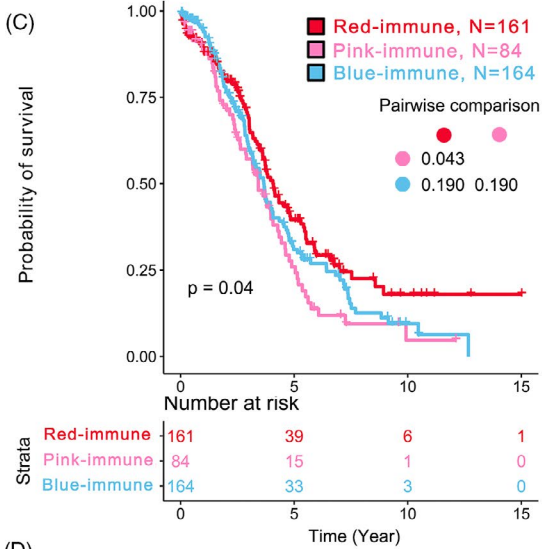 (C)
Probability of survival
1.00
0.75
0.50
0.25
0.00
Red-immune, N=161
Pink-immune, N=84
Blue-immune, N=164
Pairwise comparison
0.043
0.190 0.190
p = 0.04
0 5 10 15
Number at risk
Strata
Red-immune 161 39 6 1
Pink-immune 84 15 1 0
Blue-immune 164 33 3 0
0 5 10 15
Time (Year)